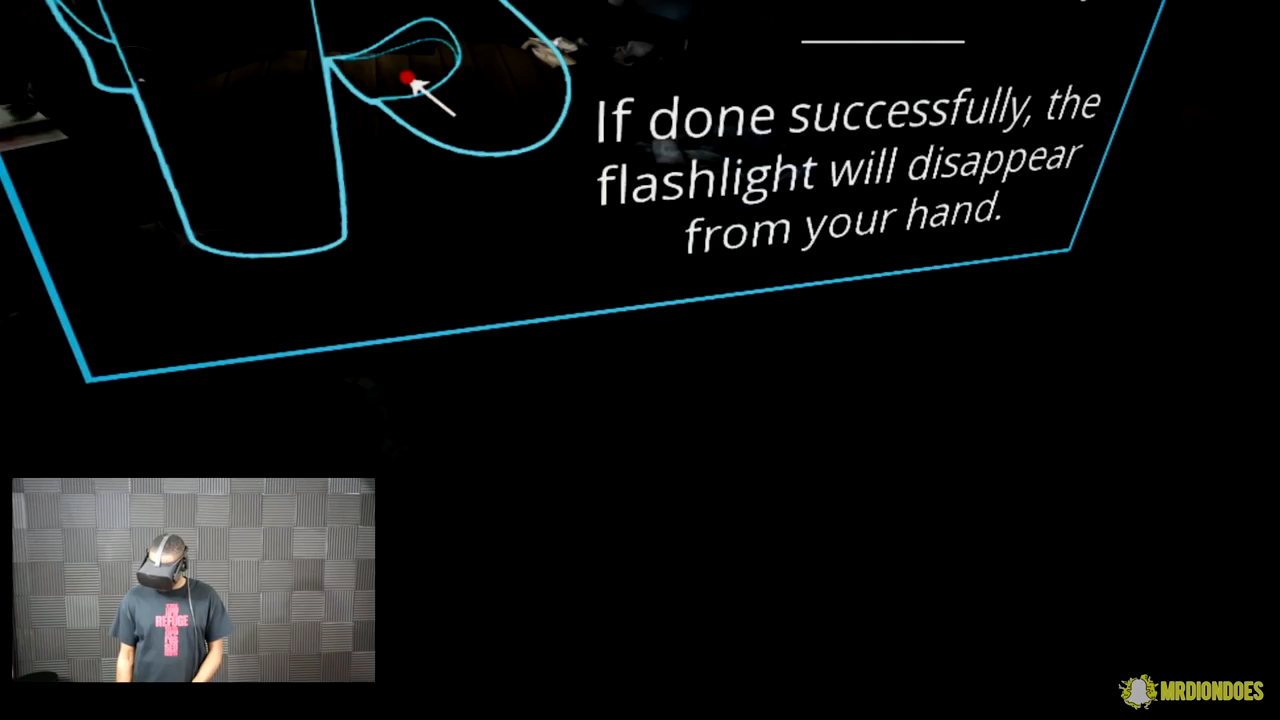 If done successfully, the
flashlight will disappear
from your hand.
REFUGE
MRDIONDOES